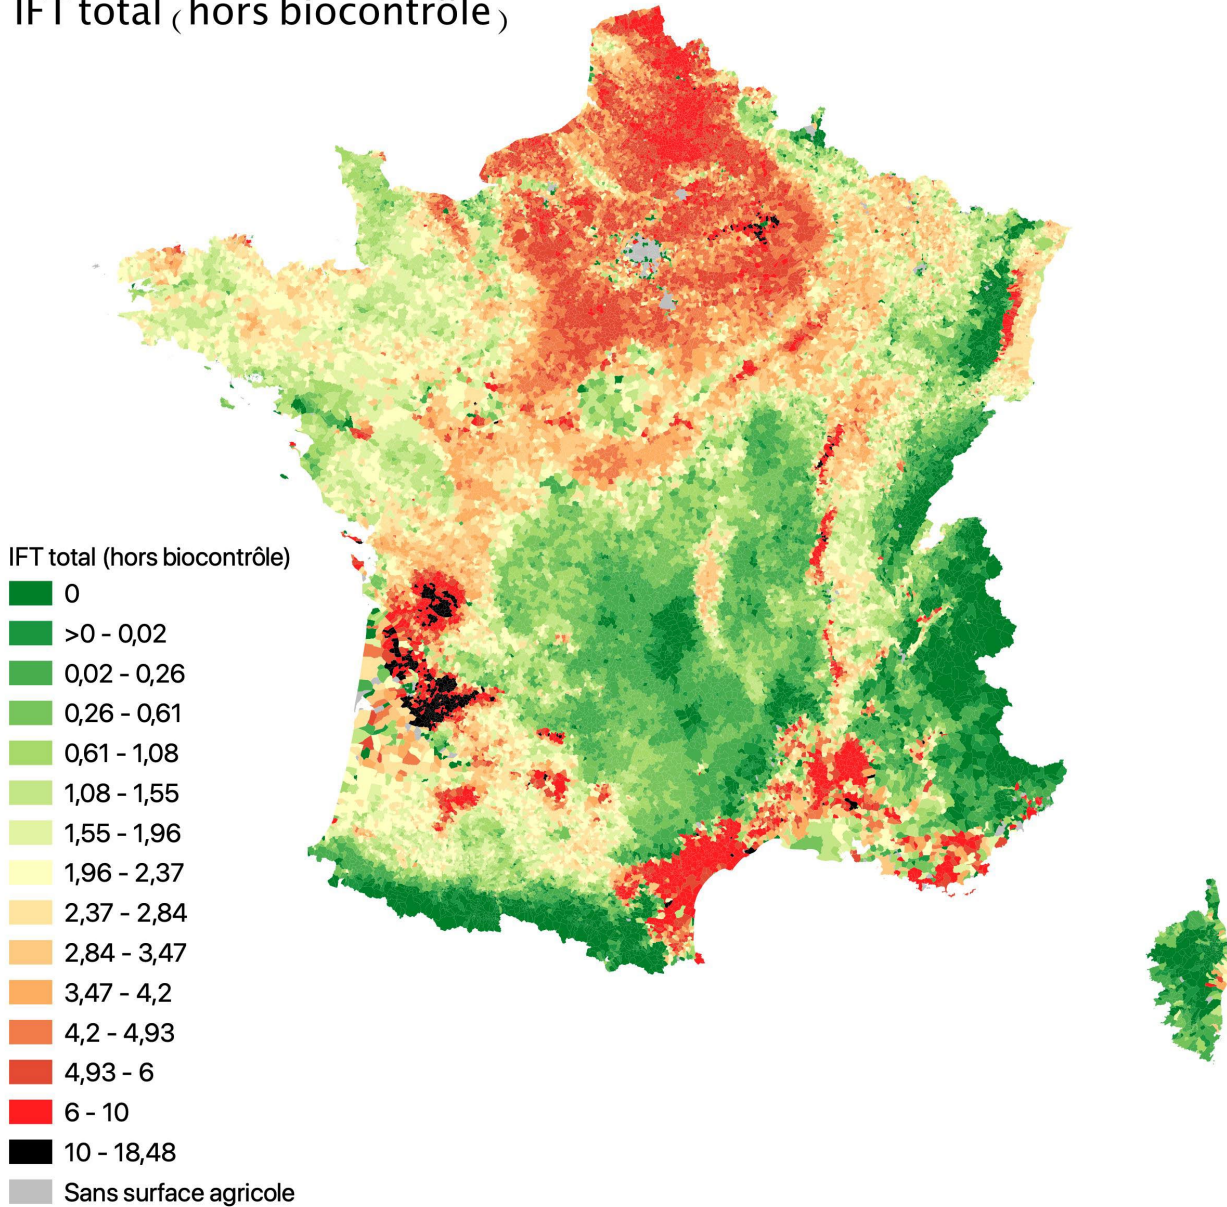 IFT total (hors biocontrôle)
IFT total (hors biocontrôle)
0
>0 - 0,02
0,02 - 0,26
0,26 - 0,61
0,61 - 1,08
1,08 - 1,55
1,55 - 1,96
1,96 - 2,37
2,37 - 2,84
2,84 - 3,47
3,47 - 4,2
4,2 - 4,93
4,93 - 6
6 - 10
10 - 18,48
Sans surface agricole